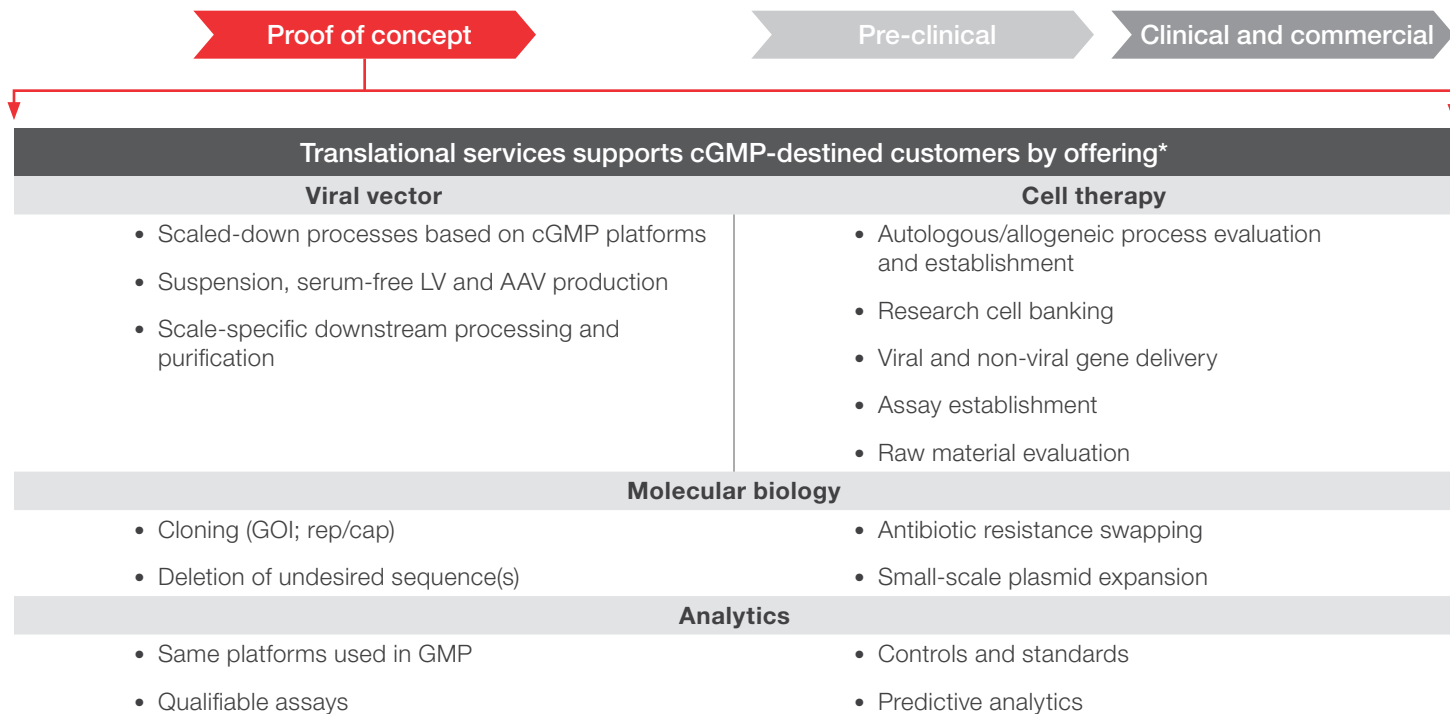 Proof of concept
Pre-clinical
Clinical and commercial
Translational services supports cGMP-destined customers by offering*
Viral vector
• Scaled-down processes based on cGMP platforms
• Suspension, serum-free LV and AAV production
• Scale-specific downstream processing and
purification
Cell therapy
• Autologous/allogeneic process evaluation
and establishment
• Research cell banking
• Viral and non-viral gene delivery
• Assay establishment
• Raw material evaluation
Molecular biology
• Cloning (GOI; rep/cap)
• Deletion of undesired sequence(s)
• Antibiotic resistance swapping
• Small-scale plasmid expansion
Analytics
• Same platforms used in GMP
• Qualifiable assays
• Controls and standards
• Predictive analytics